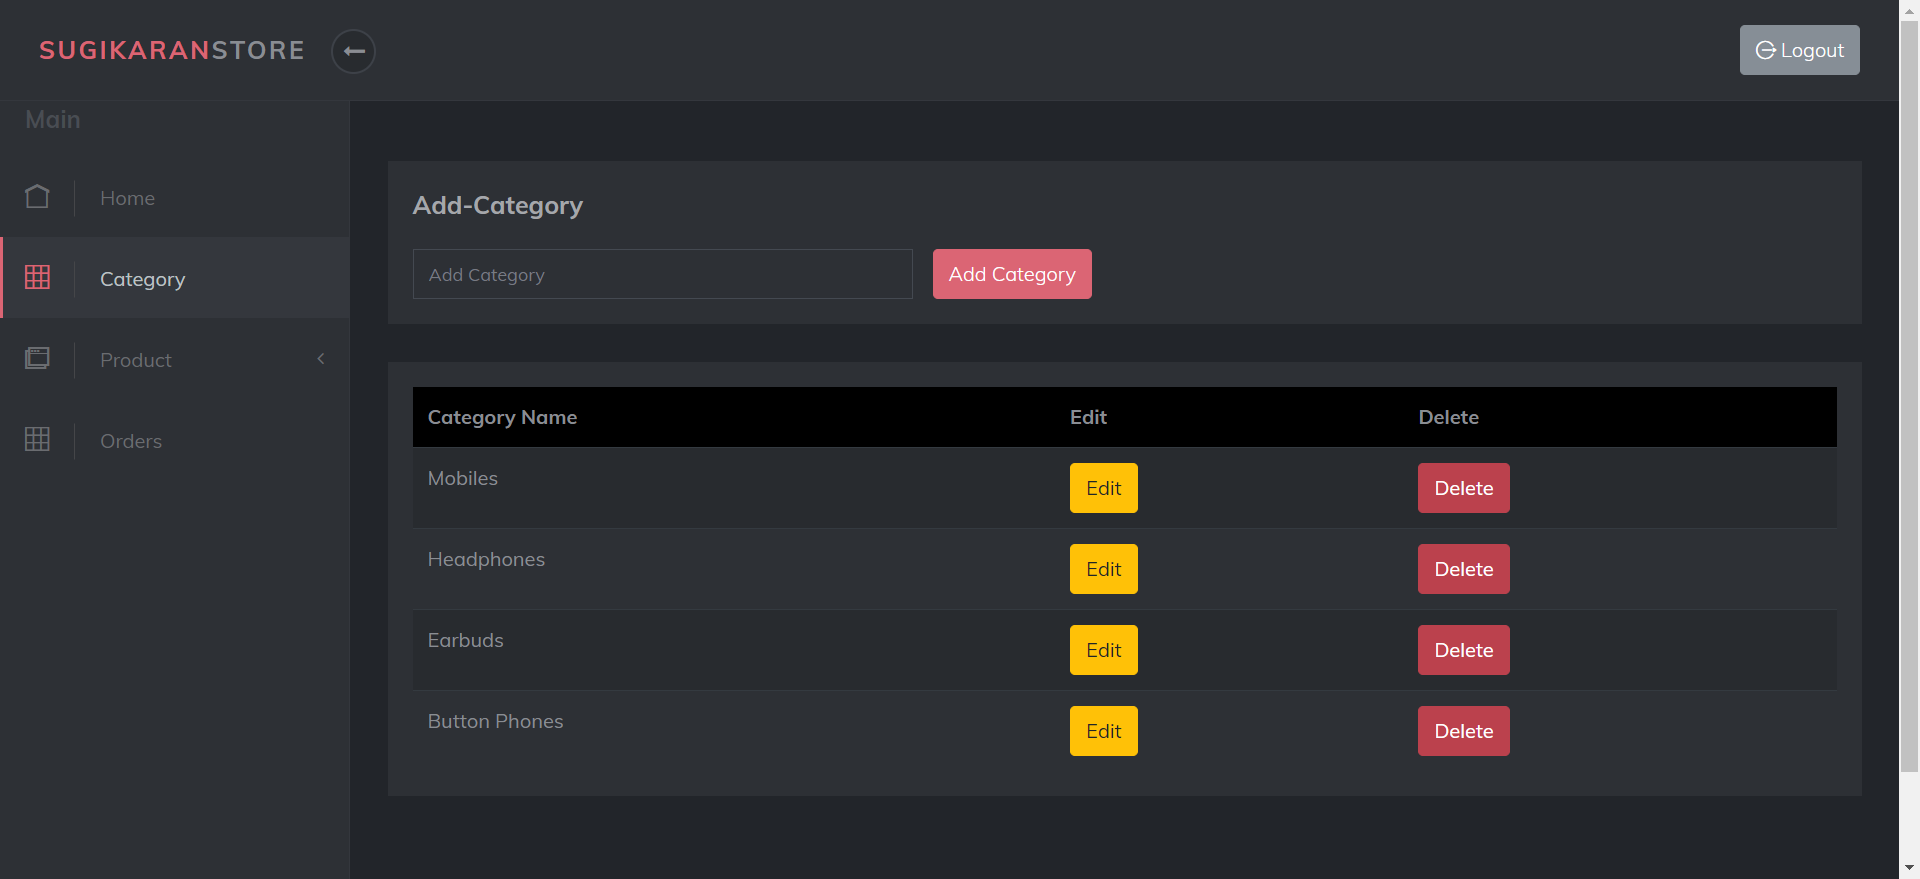 SUGIKARANSTORE
Logout
Main
Home
Category
Product
Orders
Add-Category
Add Category
Add Category
Category Name Edit Delete
Mobiles Edit Delete
Headphones Edit Delete
Earbuds Edit Delete
Button Phones Edit Delete